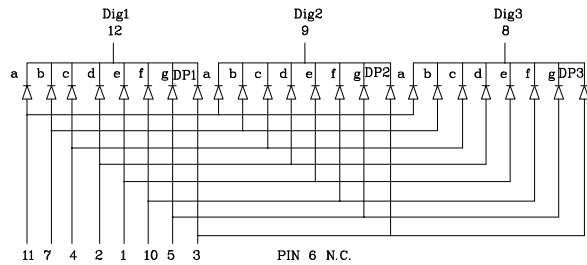 Dig1 Dig2 Dig3
12 9 8
a b c d e f g DP1 a b c d e f g DP2 a b c d e f g DP3
11 7 4 2 1 10 5 3 PIN 6 N.C.